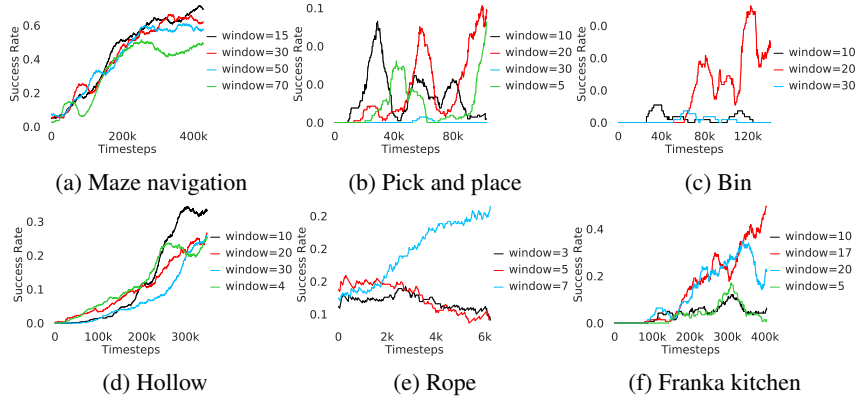 Success Rate
0.6
0.4
0.2
0.0
0
200k
400k
Timesteps
window=15
window=30
window=50
window=70
(a) Maze navigation
Success Rate
0.1
0.0
0.0
0
40k
80k
Timesteps
window=10
window=20
window=30
window=5
(b) Pick and place
Success Rate
0.1
0.0
0.0
0
40k
80k
120k
Timesteps
window=10
window=20
window=30
(c) Bin
Success Rate
0.3
0.2
0.1
0.0
0
100k
200k
300k
Timesteps
window=10
window=20
window=30
window=4
(d) Hollow
Success Rate
0.2
0.2
0.2
0.1
0
2k
4k
6k
Timesteps
window=3
window=5
window=7
(e) Rope
Success Rate
0.4
0.2
0.0
0
100k
200k
300k
400k
Timesteps
window=10
window=17
window=20
window=5
(f) Franka kitchen